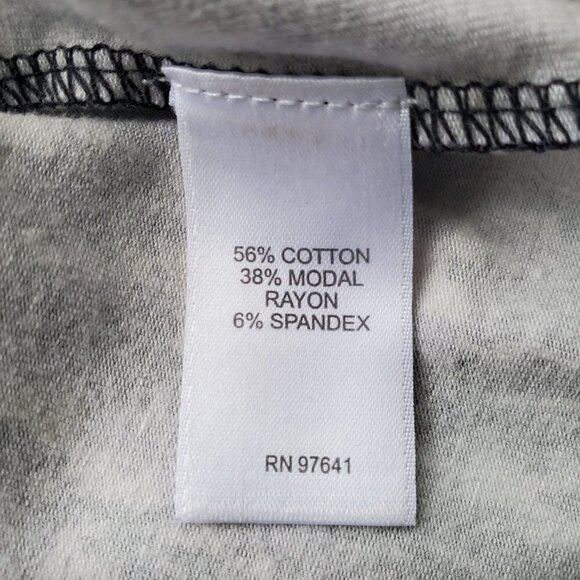 56% COTTON
38% MODAL
RAYON
6% SPANDEX
RN 97641